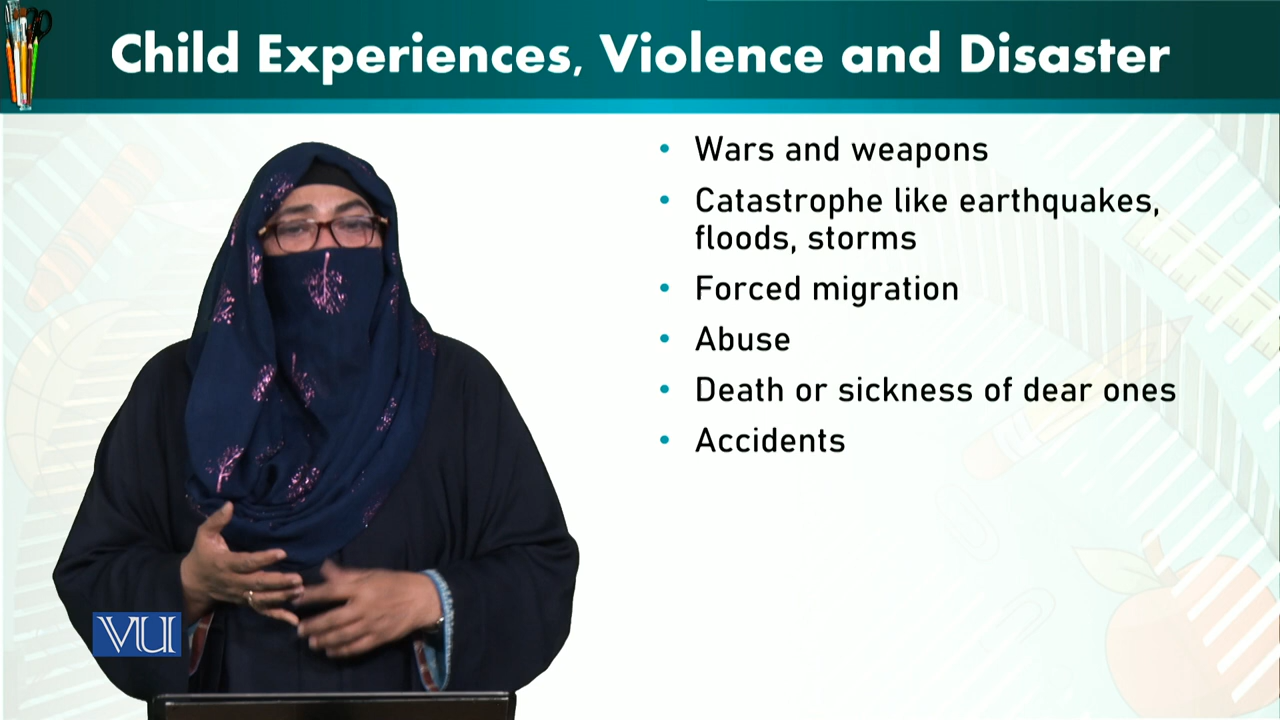 Child Experiences, Violence and Disaster
• Wars and weapons
• Catastrophe like earthquakes,
floods, storms
• Forced migration
• Abuse
• Death or sickness of dear ones
• Accidents
VU